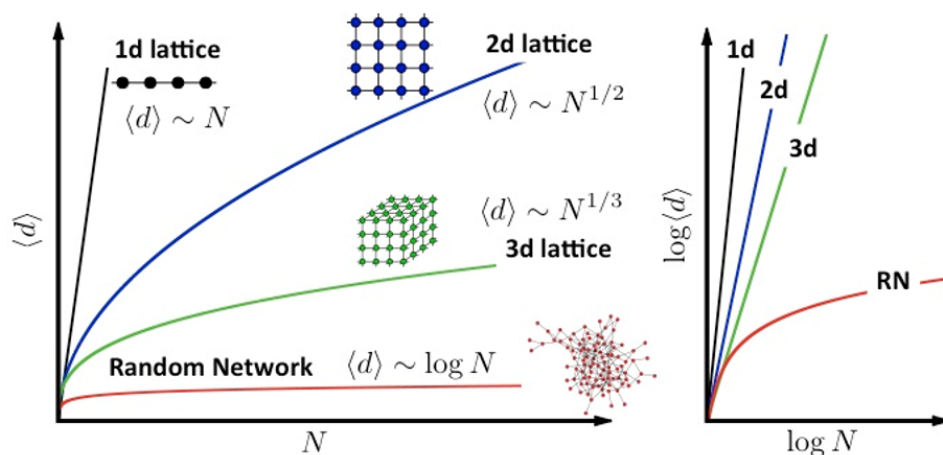 1d lattice
⟨d⟩ ∼ N
2d lattice
⟨d⟩ ∼ N^{1/2}
⟨d⟩ ∼ N^{1/3}
3d lattice
Random Network
⟨d⟩ ∼ log N
⟨d⟩
N
1d
2d
3d
RN
log⟨d⟩
log N